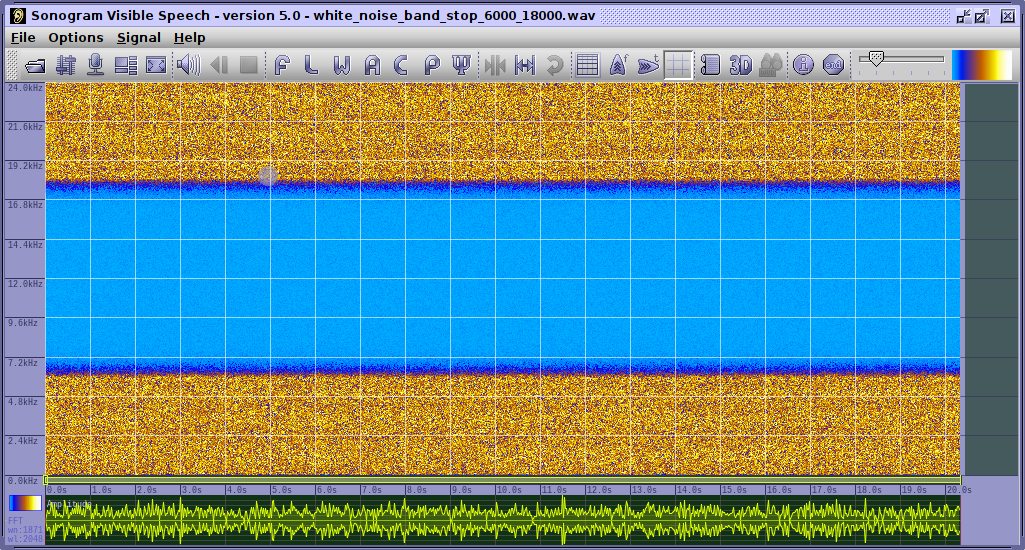 Sonogram Visible Speech - version 5.0 - white_noise_band_stop_6000_18000.wav
File Options Signal Help
F L W A C P 3D end
24.0kHz
21.6kHz
19.2kHz
16.8kHz
14.4kHz
12.0kHz
9.6kHz
7.2kHz
4.8kHz
2.4kHz
0.0kHz
0.0s 1.0s 2.0s 3.0s 4.0s 5.0s 6.0s 7.0s 8.0s 9.0s 10.0s 11.0s 12.0s 13.0s 14.0s 15.0s 16.0s 17.0s 18.0s 19.0s 20.0s
Amplitude
FFT
wn:1871
wl:2048